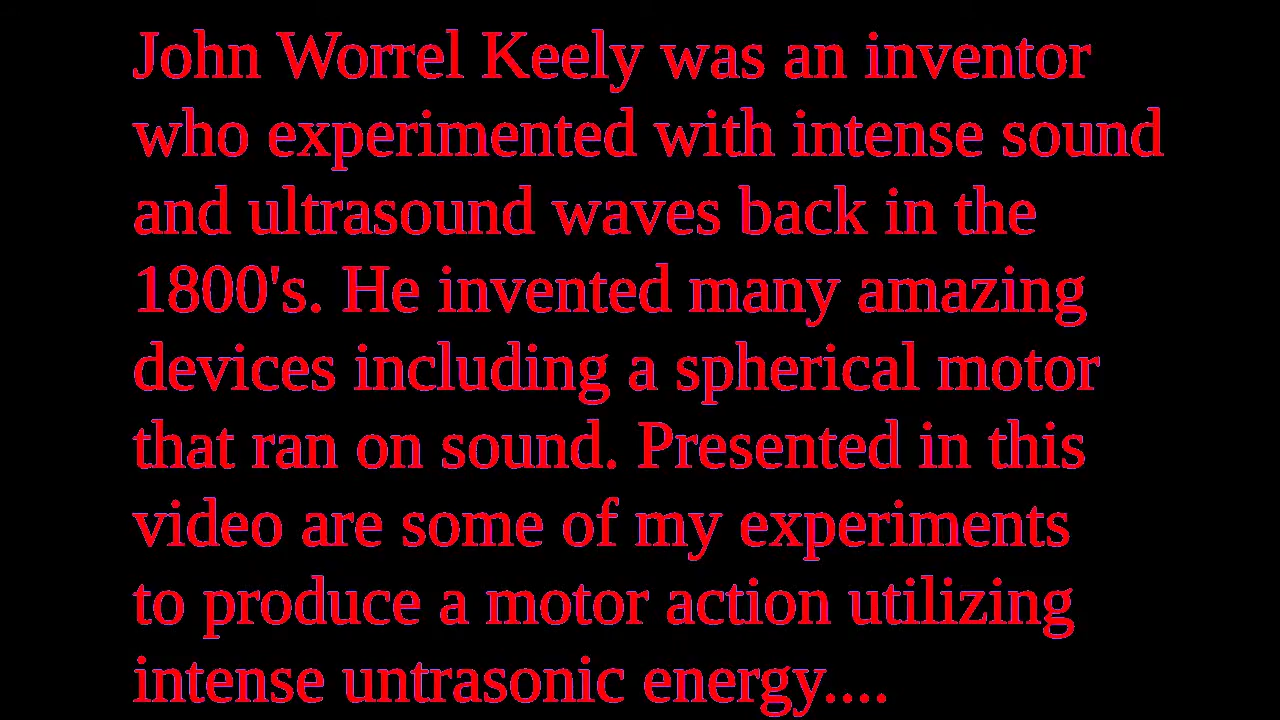 John Worrel Keely was an inventor
who experimented with intense sound
and ultrasound waves back in the
1800's. He invented many amazing
devices including a spherical motor
that ran on sound. Presented in this
video are some of my experiments
to produce a motor action utilizing
intense untrasonic energy....